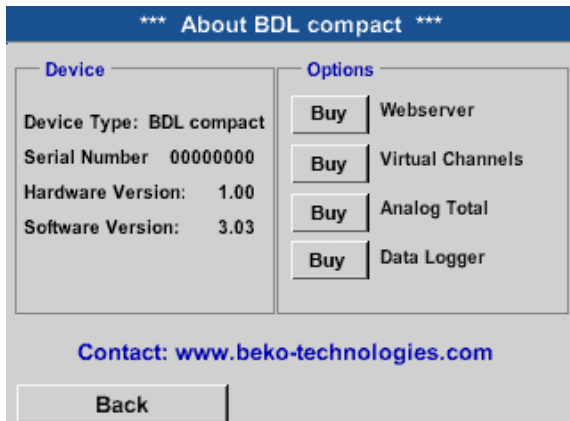 *** About BDL compact ***
Device
Device Type: BDL compact
Serial Number 00000000
Hardware Version: 1.00
Software Version: 3.03
Options
Buy Webserver
Buy Virtual Channels
Buy Analog Total
Buy Data Logger
Contact: www.beko-technologies.com
Back